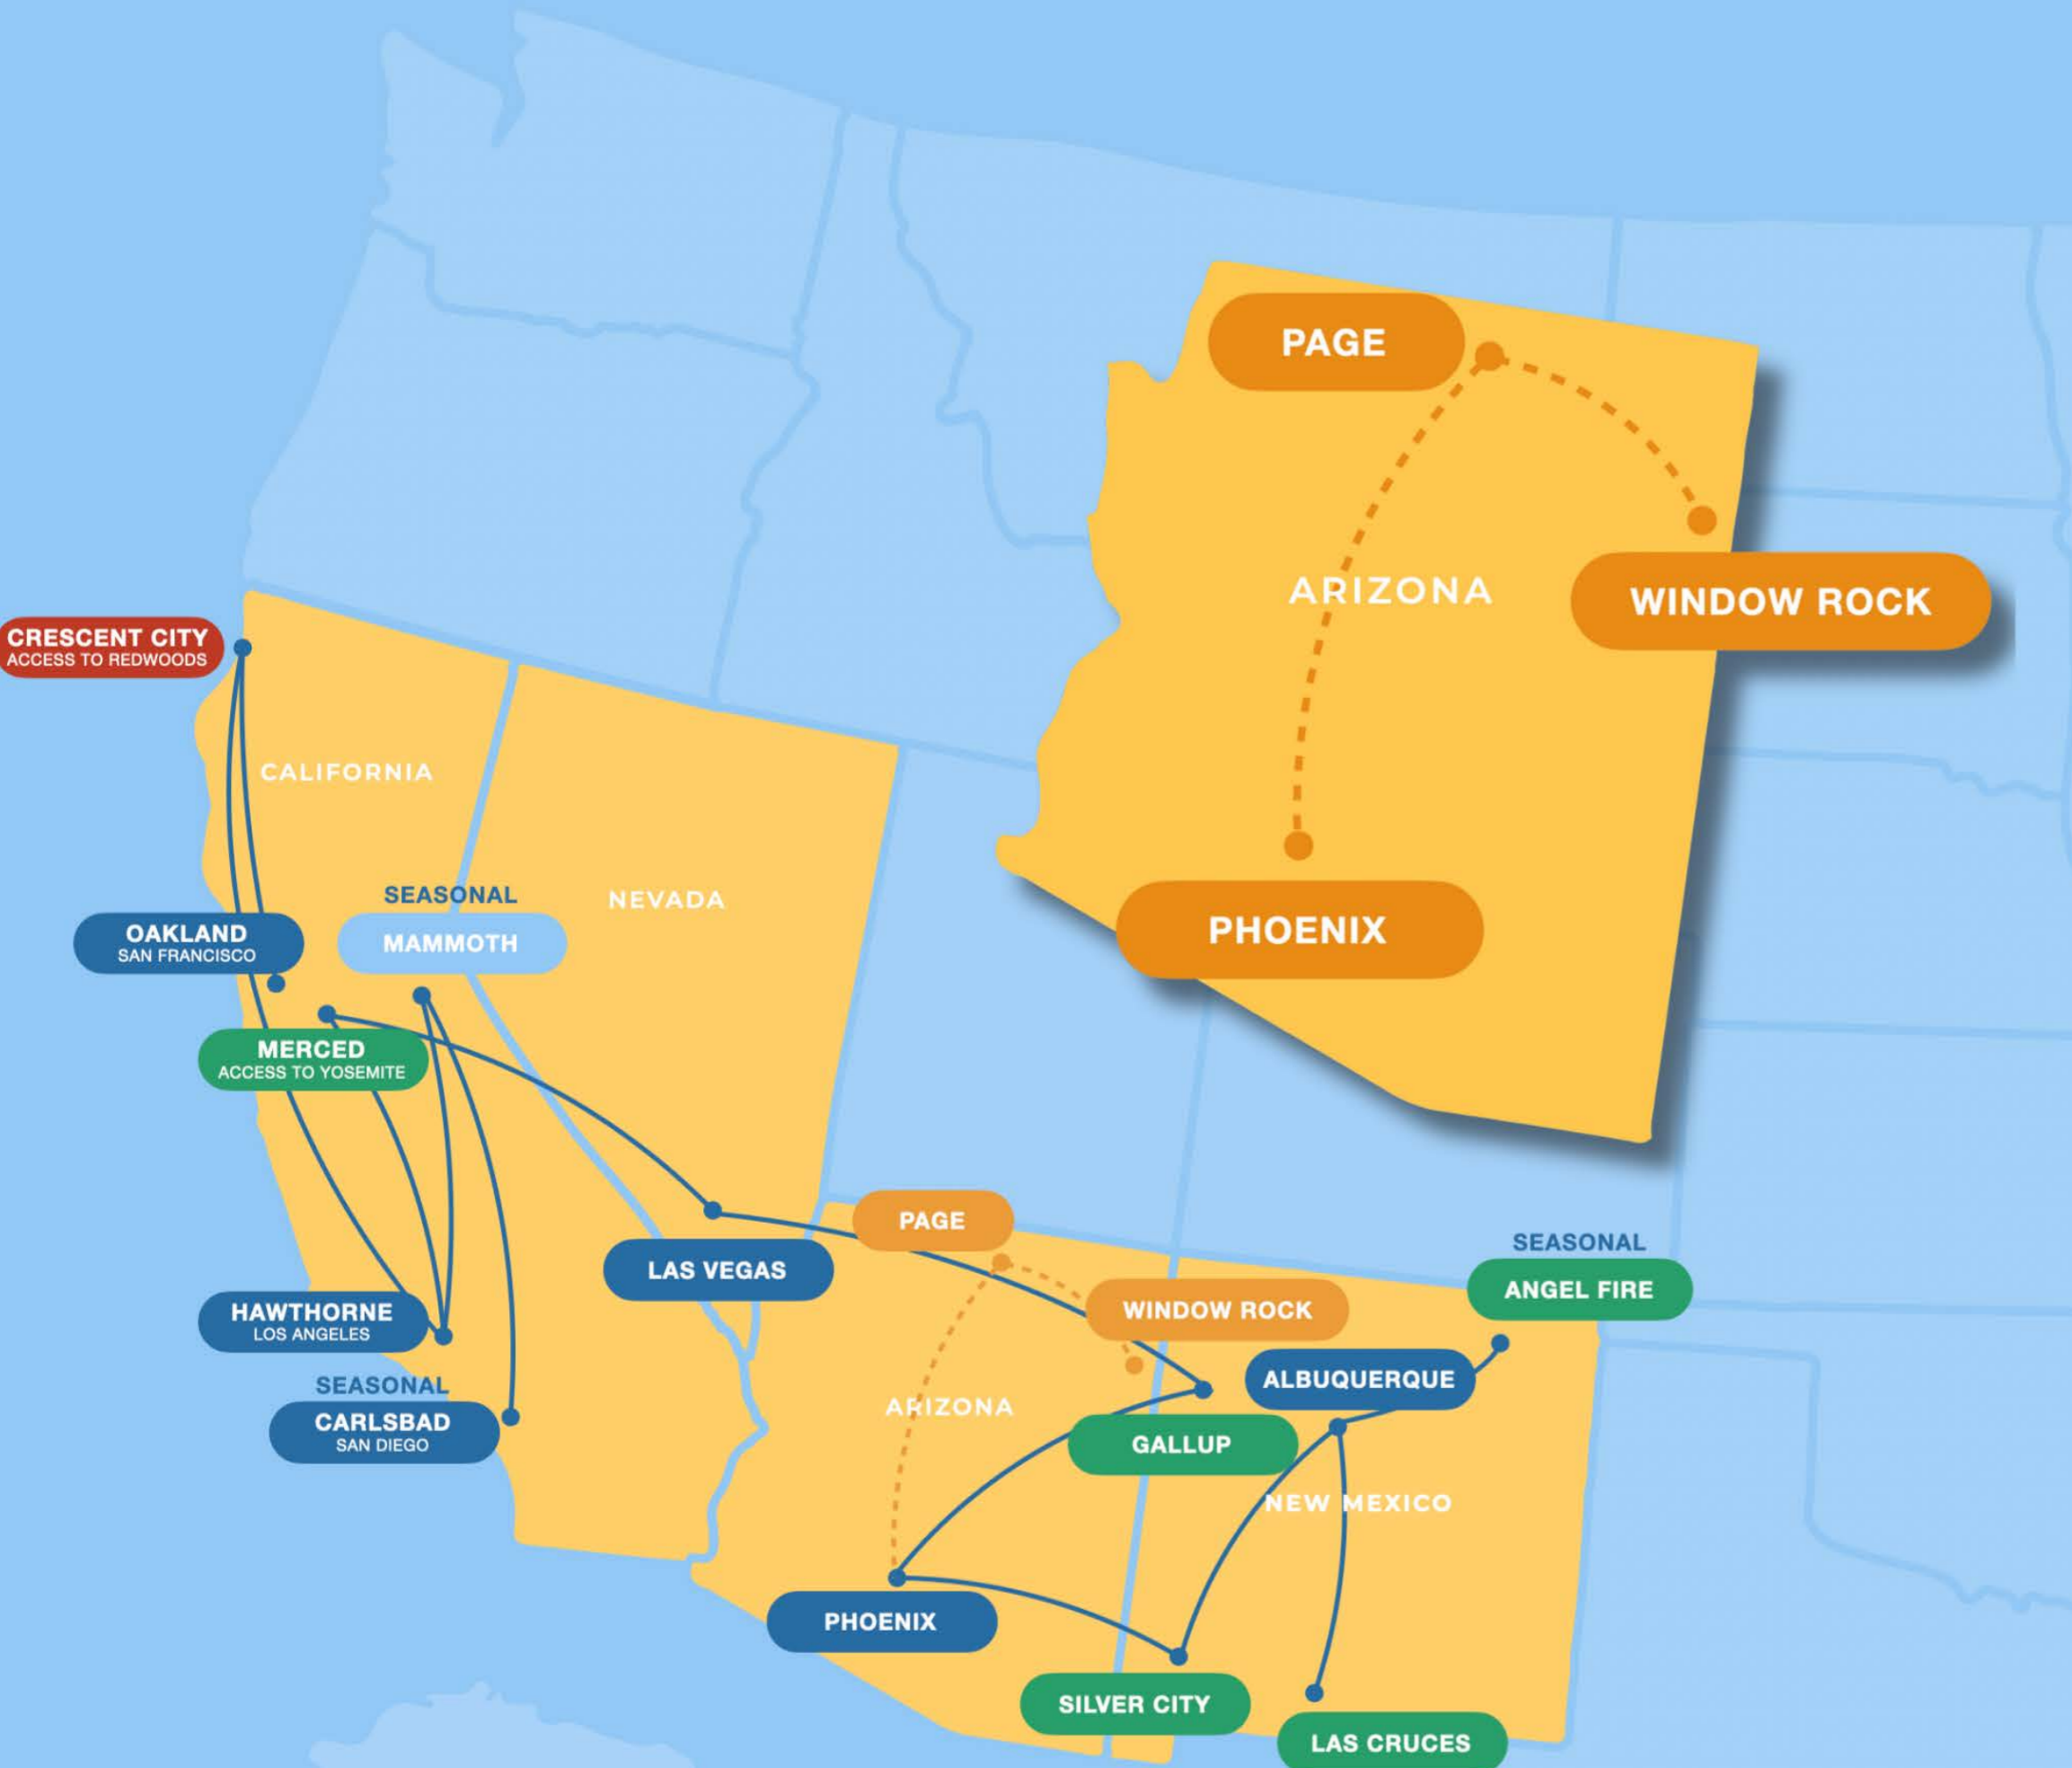 PAGE
ARIZONA
WINDOW ROCK
PHOENIX
CRESCENT CITY
ACCESS TO REDWOODS
CALIFORNIA
NEVADA
OAKLAND
SAN FRANCISCO
SEASONAL
MAMMOTH
MERCED
ACCESS TO YOSEMITE
LAS VEGAS
PAGE
WINDOW ROCK
SEASONAL
ANGEL FIRE
HAWTHORNE
LOS ANGELES
SEASONAL
CARLSBAD
SAN DIEGO
ARIZONA
ALBUQUERQUE
GALLUP
NEW MEXICO
PHOENIX
SILVER CITY
LAS CRUCES